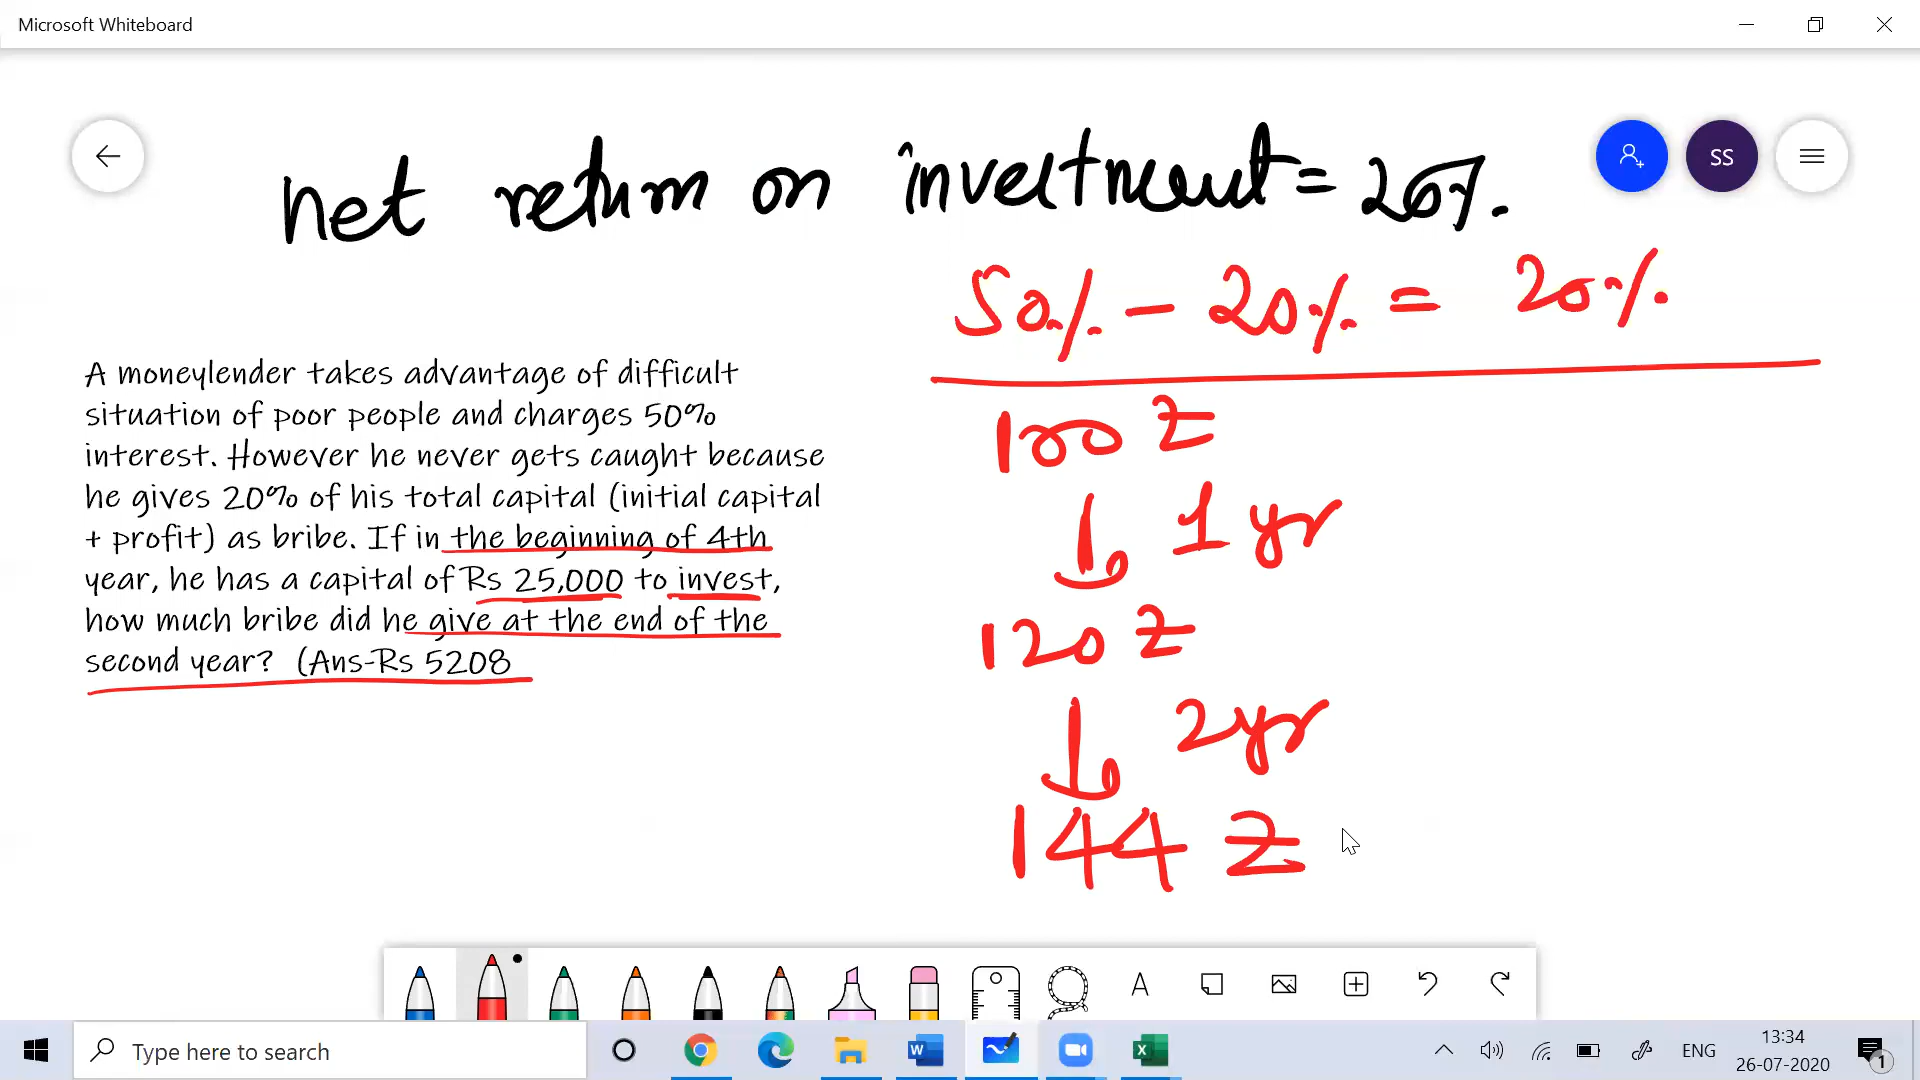 Microsoft Whiteboard
net return on investment = 20%.
SS
50% - 20% = 20%
A moneylender takes advantage of difficult
situation of poor people and charges 50%
interest. However he never gets caught because
he gives 20% of his total capital (initial capital
+ profit) as bribe. If in the beginning of 4th
year, he has a capital of Rs 25,000 to invest,
how much bribe did he give at the end of the
second year? (Ans-Rs 5208
100 Z
1 yr
120 Z
2yr
144 Z
A
Type here to search
W
X
ENG
13:34
26-07-2020
1